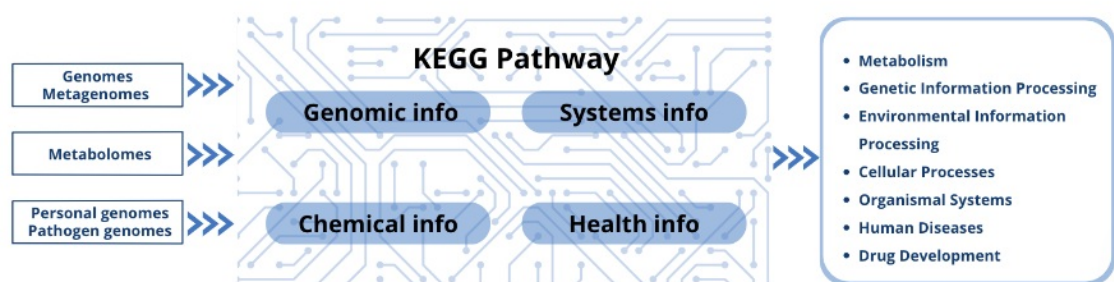 Genomes
Metagenomes
Metabolomes
Personal genomes
Pathogen genomes
KEGG Pathway
Genomic info
Systems info
Chemical info
Health info
Metabolism
Genetic Information Processing
Environmental Information
Processing
Cellular Processes
Organismal Systems
Human Diseases
Drug Development